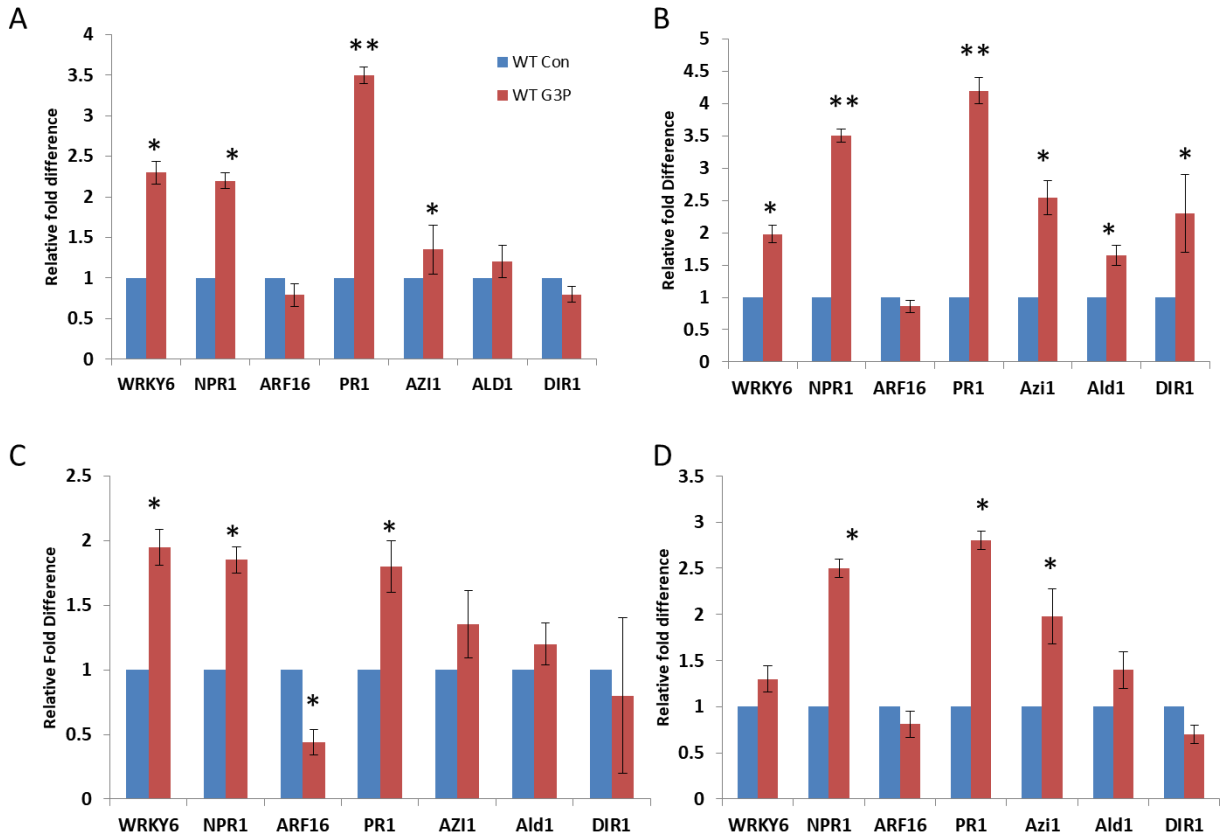 A
Relative fold difference
4
3.5
3
2.5
2
1.5
1
0.5
0
* * ** *
WT Con
WT G3P
WRKY6 NPR1 ARF16 PR1 AZI1 ALD1 DIR1
B
Relative fold Difference
5
4.5
4
3.5
3
2.5
2
1.5
1
0.5
0
* ** ** * * *
WRKY6 NPR1 ARF16 PR1 Azi1 Ald1 DIR1
C
Relative Fold Difference
2.5
2
1.5
1
0.5
0
* * * *
WRKY6 NPR1 ARF16 PR1 AZI1 Ald1 DIR1
D
Relative fold difference
3.5
3
2.5
2
1.5
1
0.5
0
* * *
WRKY6 NPR1 ARF16 PR1 Azi1 Ald1 DIR1